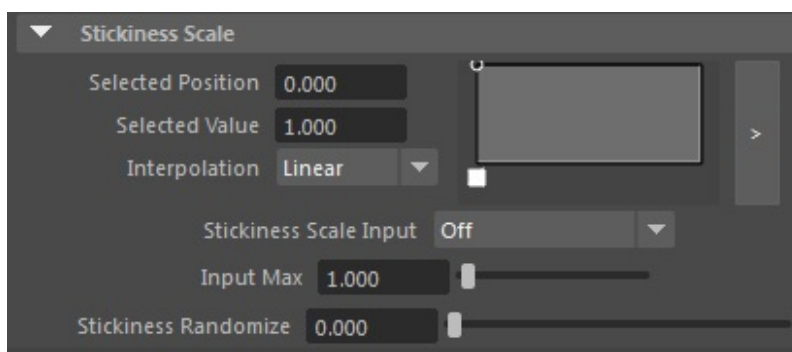 Stickiness Scale
Selected Position 0.000
Selected Value 1.000
Interpolation Linear
>
Stickiness Scale Input Off
Input Max 1.000
Stickiness Randomize 0.000